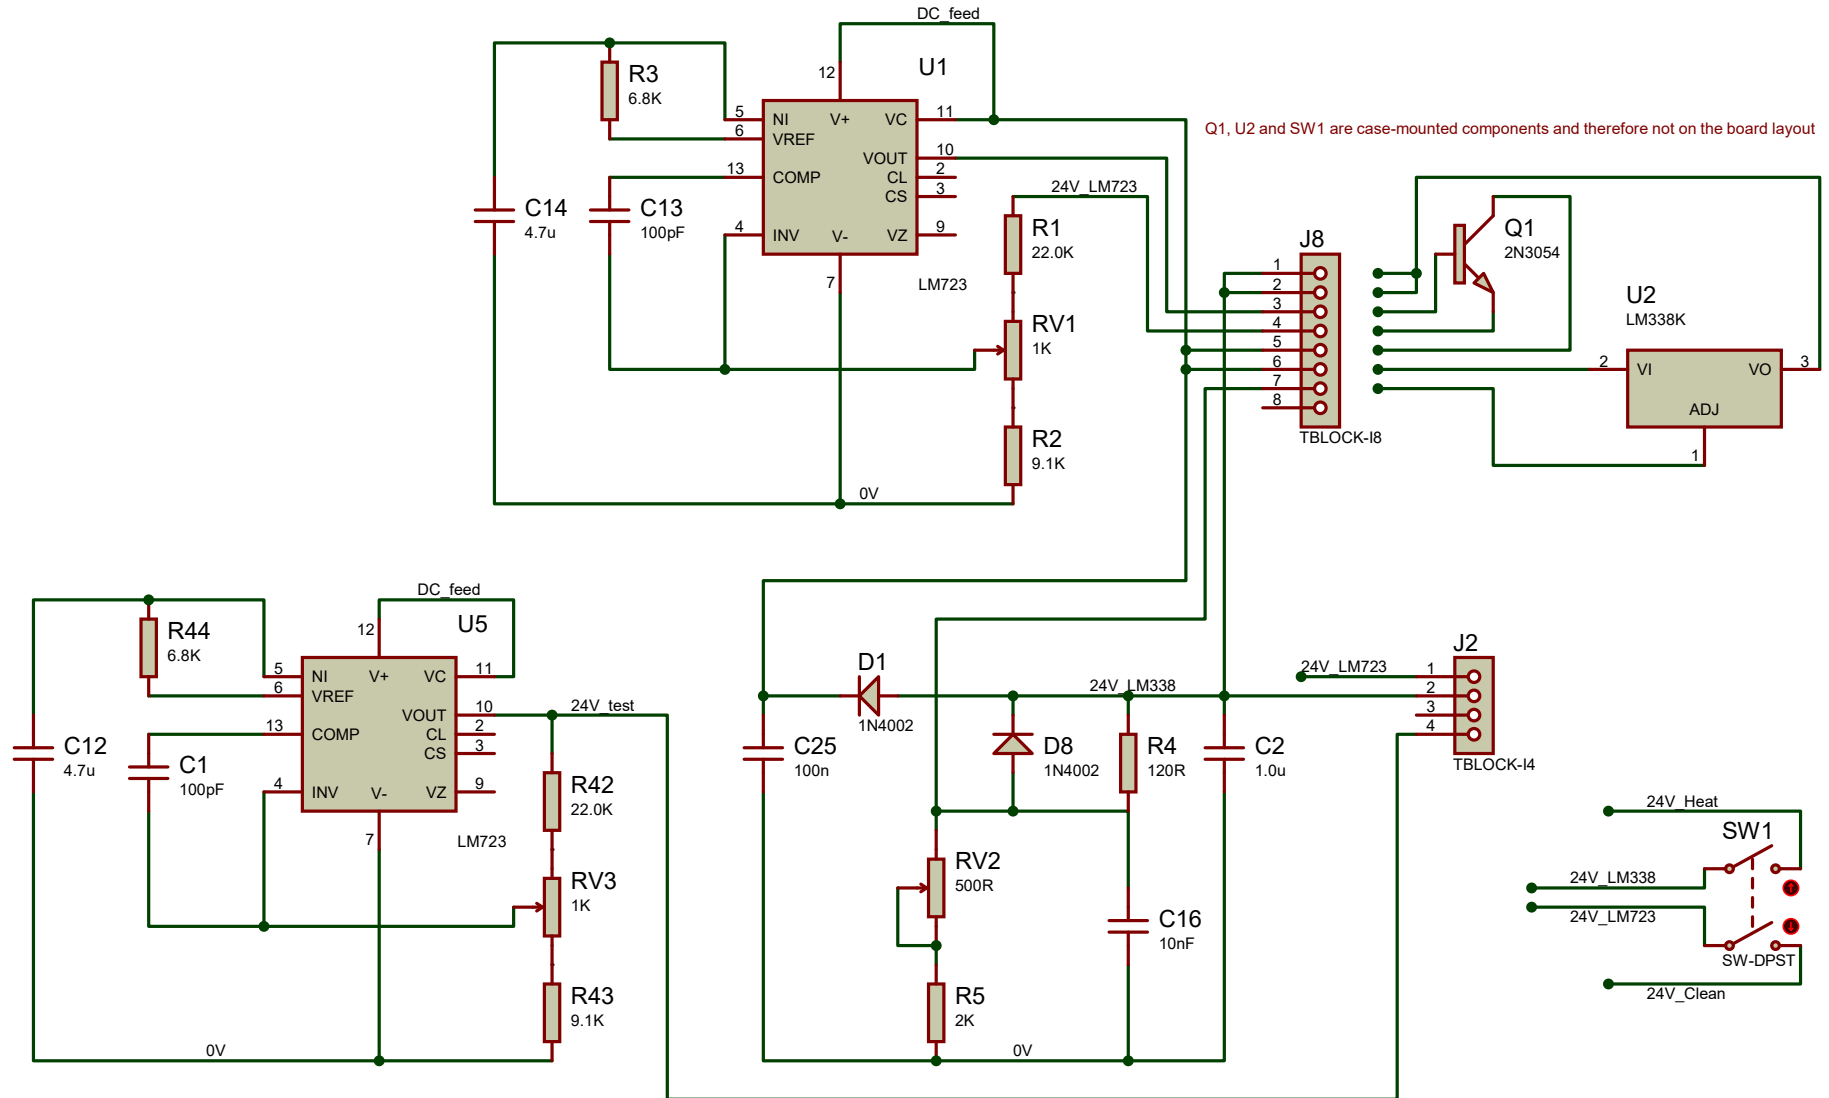 DC_feed
U1
12
R3
6.8K
5
NI
V+
VC
11
6
VREF
VOUT
10
13
COMP
CL
2
CS
3
4
INV
V-
VZ
9
7
LM723
C14
4.7u
C13
100pF
24V_LM723
R1
22.0K
RV1
1K
R2
9.1K
0V
Q1, U2 and SW1 are case-mounted components and therefore not on the board layout
J8
1
2
3
4
5
6
7
8
TBLOCK-I8
Q1
2N3054
U2
LM338K
2
VI
VO
3
ADJ
1
DC_feed
U5
12
R44
6.8K
5
NI
V+
VC
11
6
VREF
VOUT
10
24V_test
13
COMP
CL
2
CS
3
4
INV
V-
VZ
9
7
LM723
C12
4.7u
C1
100pF
R42
22.0K
RV3
1K
R43
9.1K
0V
D1
1N4002
24V_LM338
C25
100n
D8
1N4002
R4
120R
C2
1.0u
RV2
500R
C16
10nF
R5
2K
0V
J2
24V_LM723
1
2
3
4
TBLOCK-I4
24V_Heat
SW1
24V_LM338
24V_LM723
SW-DPST
24V_Clean